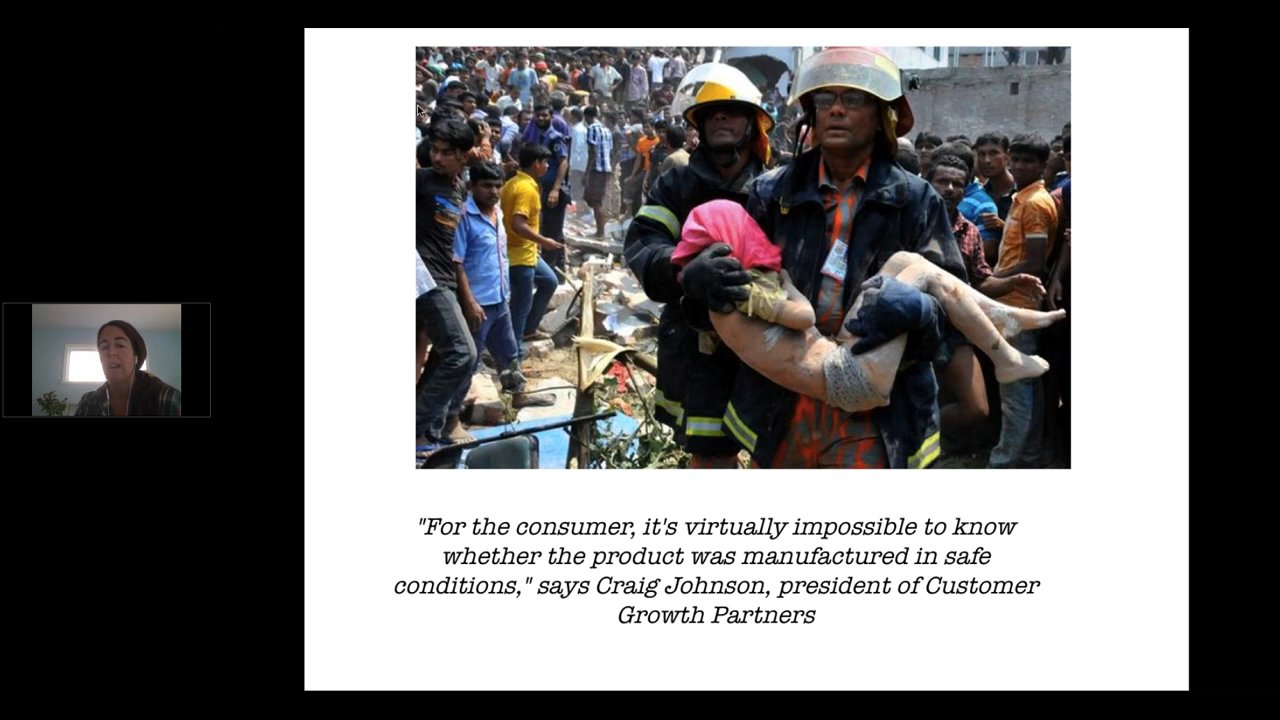 "For the consumer, it's virtually impossible to know
whether the product was manufactured in safe
conditions," says Craig Johnson, president of Customer
Growth Partners